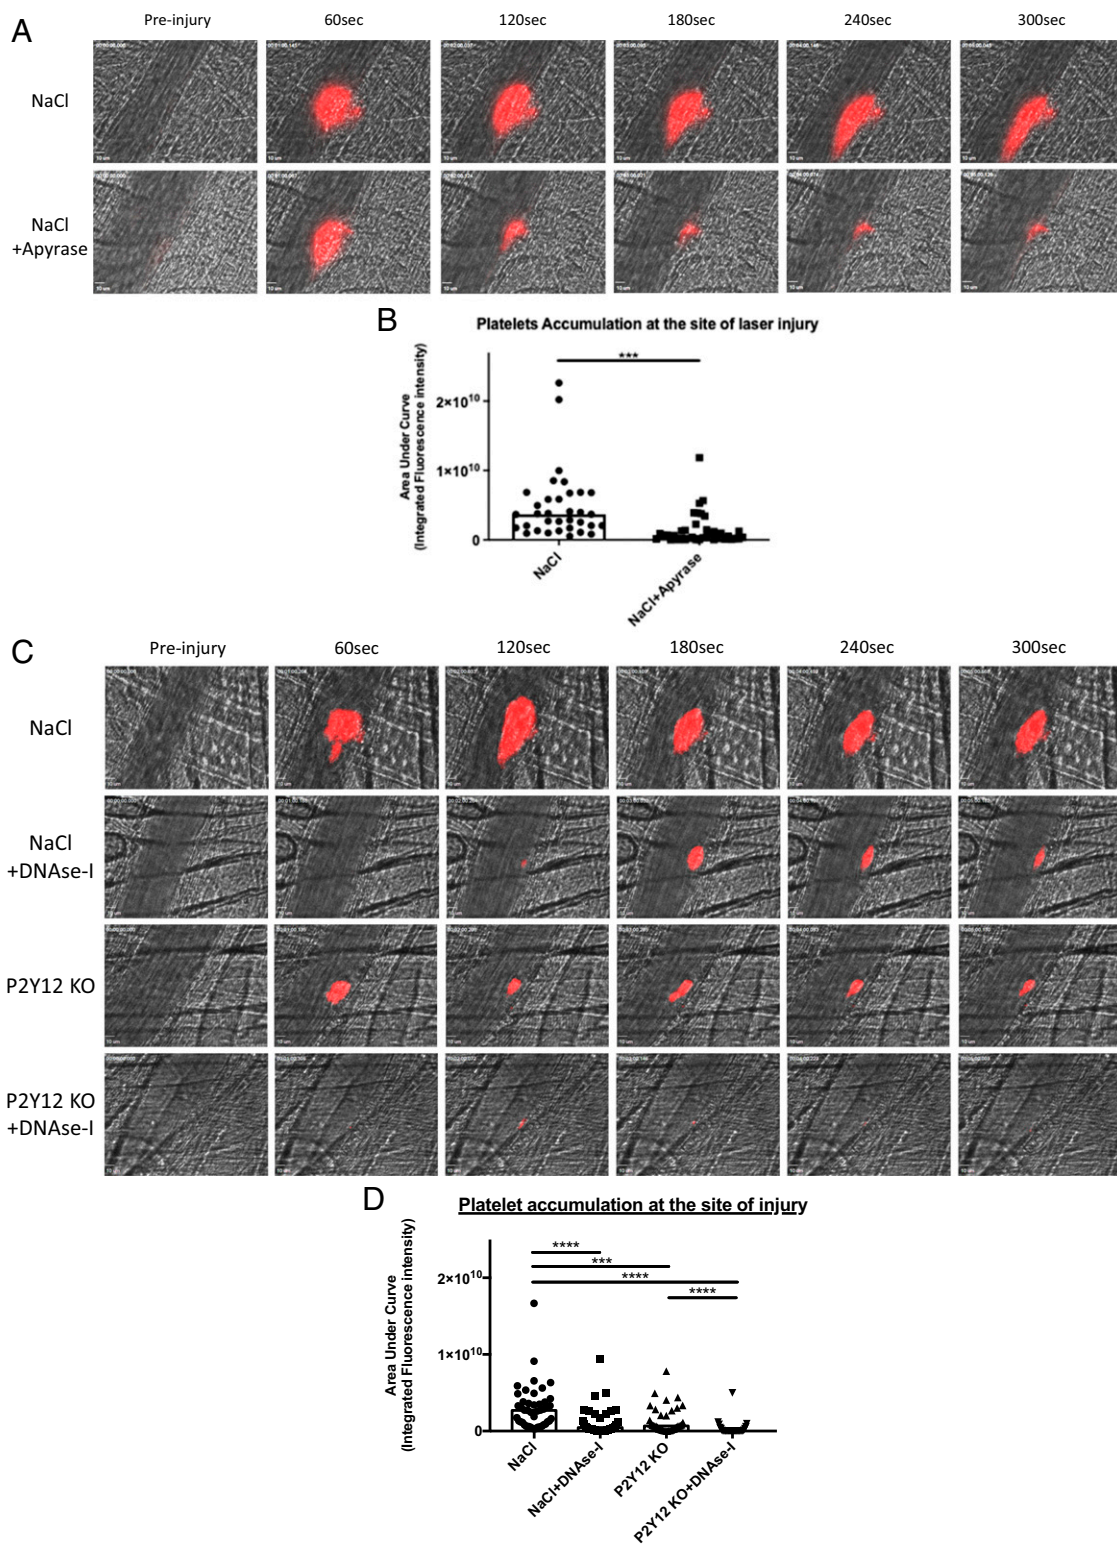 A
Pre-injury 60sec 120sec 180sec 240sec 300sec
NaCl
NaCl
+Apyrase
B
Platelets Accumulation at the site of laser injury
Area Under Curve
(Integrated Fluorescence intensity)
***
2×10¹⁰
1×10¹⁰
0
NaCl
NaCl+Apyrase
C
Pre-injury 60sec 120sec 180sec 240sec 300sec
NaCl
NaCl
+DNAse-I
P2Y12 KO
P2Y12 KO
+DNAse-I
D
Platelet accumulation at the site of injury
Area Under Curve
(Integrated Fluorescence intensity)
****
***
****
****
2×10¹⁰
1×10¹⁰
0
NaCl
NaCl+DNAse-I
P2Y12 KO
P2Y12 KO+DNAse-I